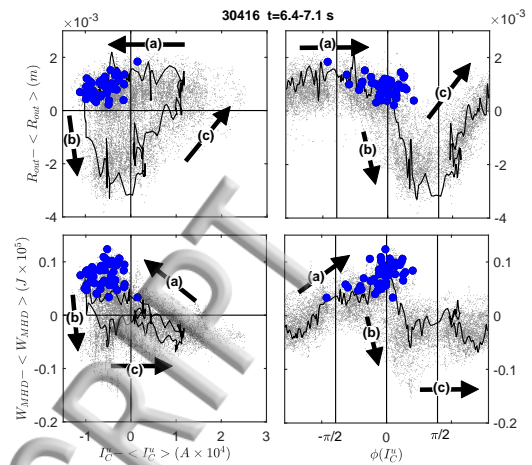 30416  t=6.4-7.1 s
×10⁻³
×10⁻³
R_out − < R_out > (m)
2
0
-2
-4
(a)
(b)
(c)
2
0
-2
-4
(a)
(b)
(c)
W_MHD − < W_MHD > (J × 10⁵)
0.1
0
-0.1
-0.2
(a)
(b)
(c)
0.1
0
-0.1
-0.2
(a)
(b)
(c)
-1 0 1 2 3
I_C^u − < I_C^u > (A × 10⁴)
-π/2 0 π/2
ϕ(I_C^u)
CRIPT